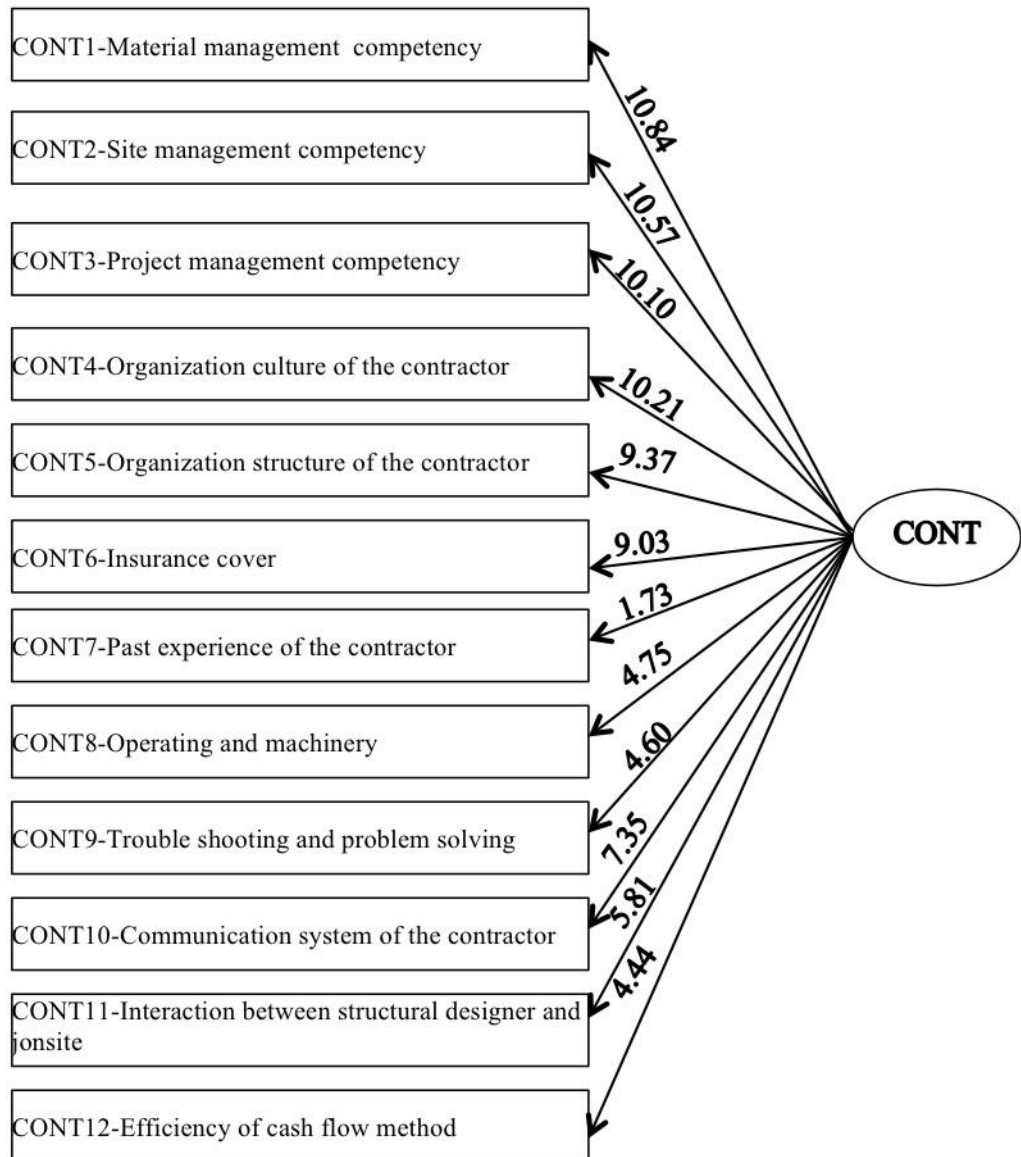 CONT1-Material management competency
10.84
CONT2-Site management competency
10.57
CONT3-Project management competency
10.10
CONT4-Organization culture of the contractor
10.21
CONT5-Organization structure of the contractor
9.37
CONT
CONT6-Insurance cover
9.03
CONT7-Past experience of the contractor
1.73
CONT8-Operating and machinery
4.75
CONT9-Trouble shooting and problem solving
4.60
CONT10-Communication system of the contractor
7.35
CONT11-Interaction between structural designer and
jonsite
5.81
CONT12-Efficiency of cash flow method
4.44